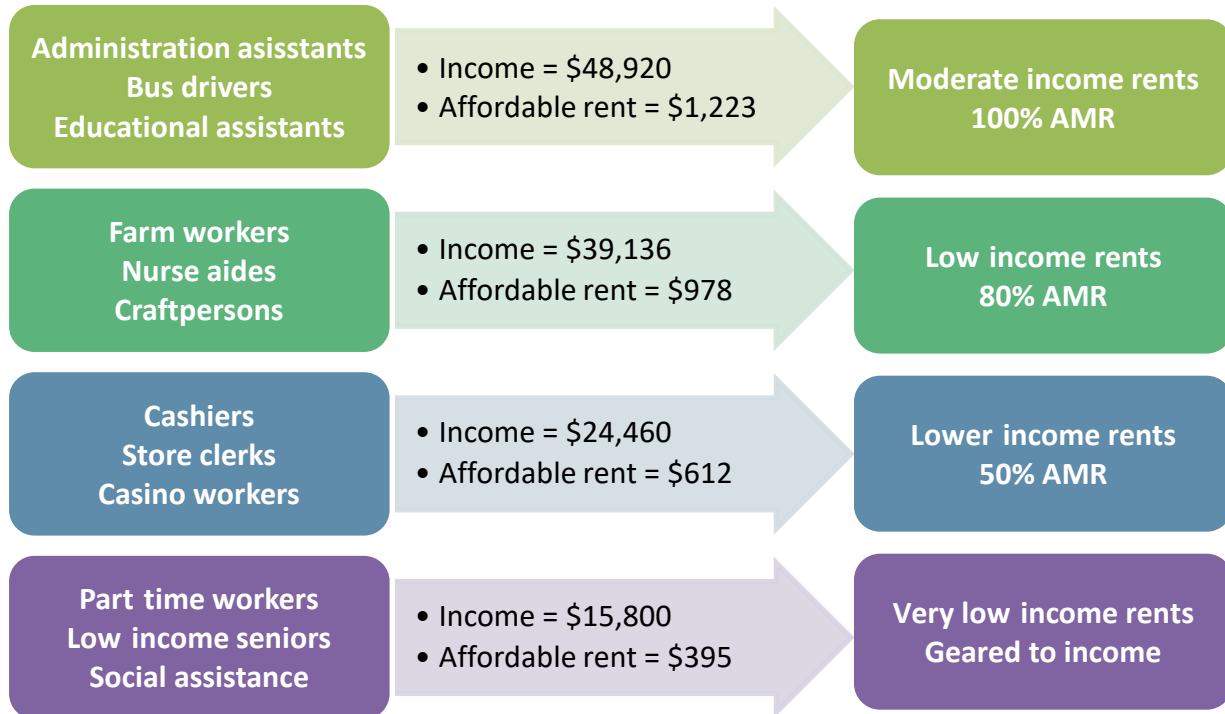 Administration asisstants
Bus drivers
Educational assistants
• Income = $48,920
• Affordable rent = $1,223
Moderate income rents
100% AMR
Farm workers
Nurse aides
Craftpersons
• Income = $39,136
• Affordable rent = $978
Low income rents
80% AMR
Cashiers
Store clerks
Casino workers
• Income = $24,460
• Affordable rent = $612
Lower income rents
50% AMR
Part time workers
Low income seniors
Social assistance
• Income = $15,800
• Affordable rent = $395
Very low income rents
Geared to income